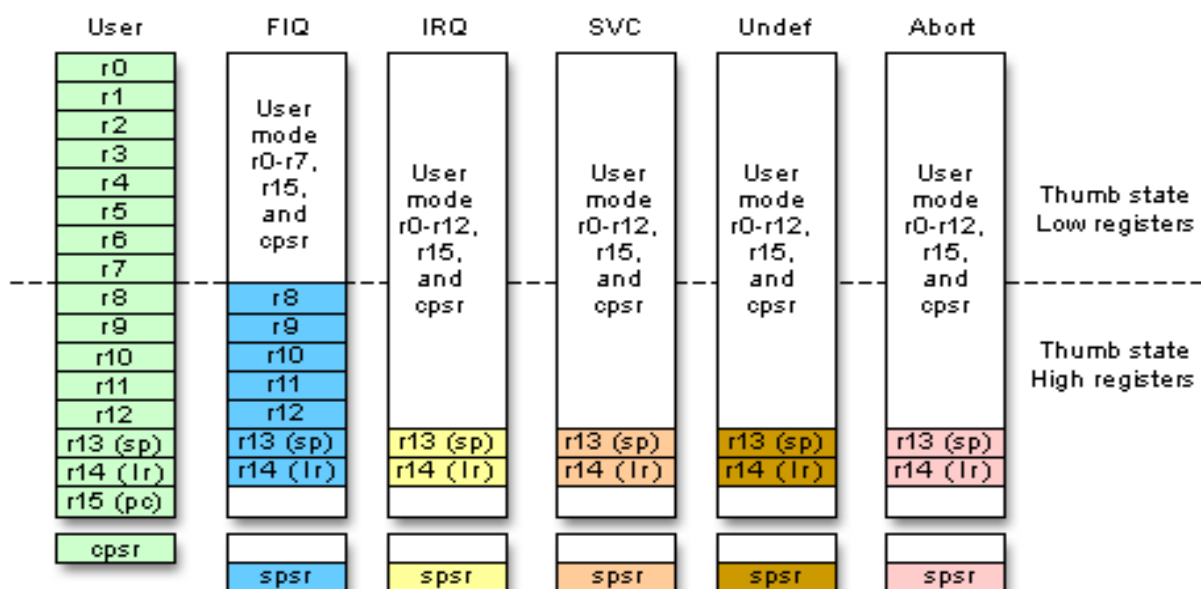 User
FIQ
IRQ
SVC
Undef
Abort
r0
r1
r2
r3
r4
r5
r6
r7
r8
r9
r10
r11
r12
r13 (sp)
r14 (lr)
r15 (pc)
cpsr
User
mode
r0-r7,
r15,
and
cpsr
r8
r9
r10
r11
r12
r13 (sp)
r14 (lr)
spsr
User
mode
r0-r12,
r15,
and
cpsr
r13 (sp)
r14 (lr)
spsr
User
mode
r0-r12,
r15,
and
cpsr
r13 (sp)
r14 (lr)
spsr
User
mode
r0-r12,
r15,
and
cpsr
r13 (sp)
r14 (lr)
spsr
User
mode
r0-r12,
r15,
and
cpsr
r13 (sp)
r14 (lr)
spsr
Thumb state
Low registers
Thumb state
High registers